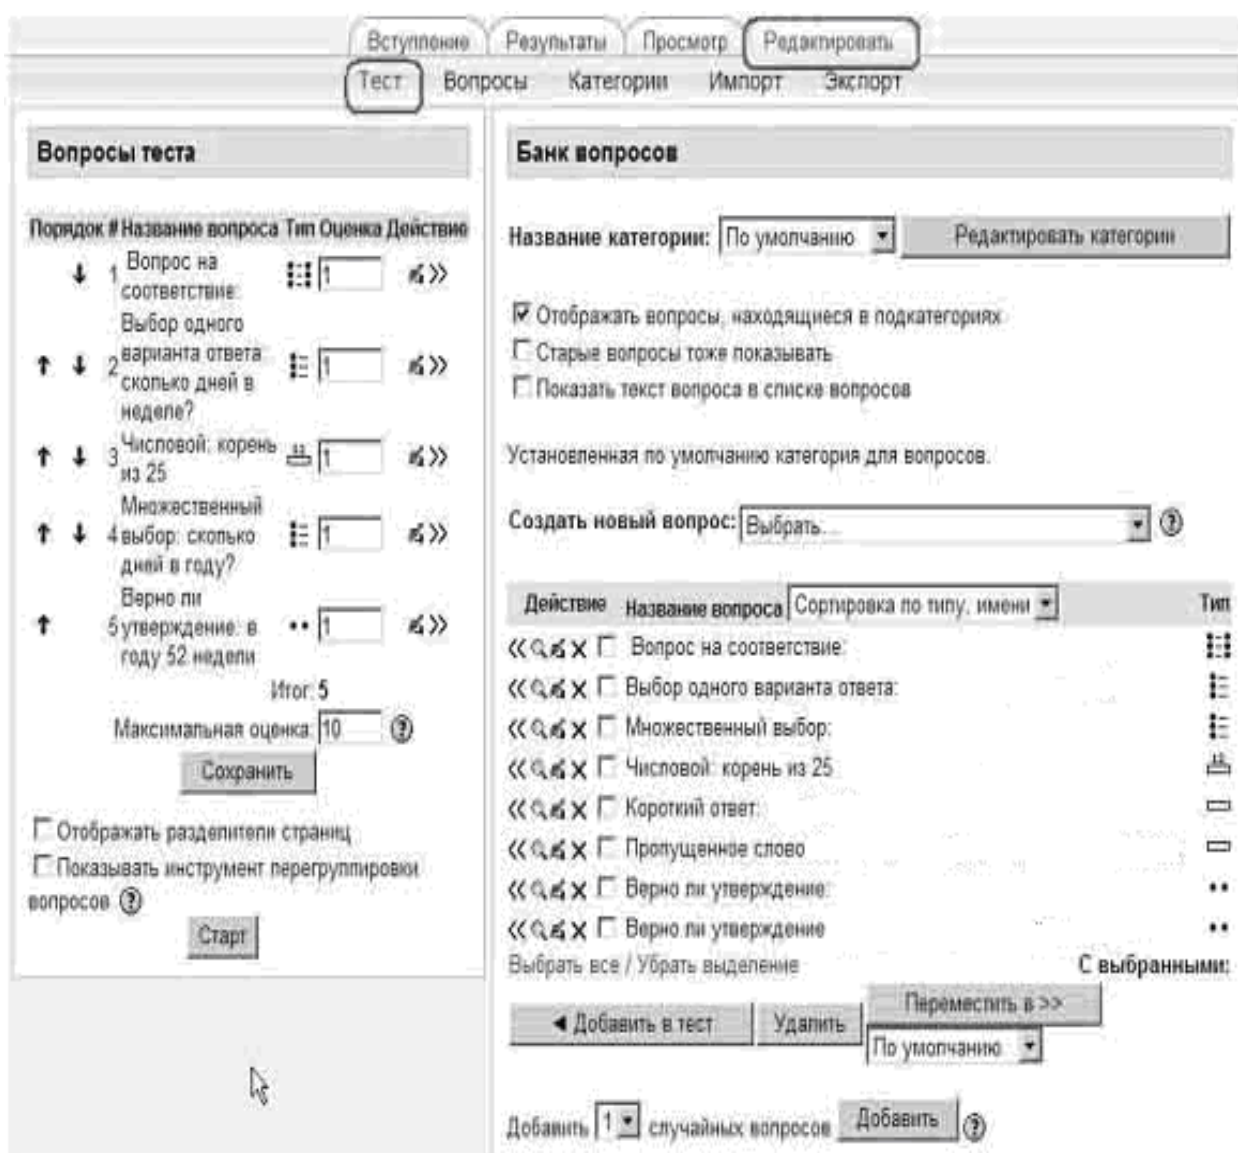 Вступление Результаты Просмотр Редактировать
Тест Вопросы Категории Импорт Экспорт
Вопросы теста
Порядок # Название вопроса Тип Оценка Действие
1 Вопрос на
соответствие: 1
Выбор одного
2 варианта ответа: 1
сколько дней в
неделе?
3 Числовой: корень 1
из 25
Множественный
4 выбор: сколько 1
дней в году?
Верно ли
5 утверждение: в 1
году 52 недели
Итог: 5
Максимальная оценка: 10
Сохранить
Отображать разделители страниц
Показывать инструмент перегруппировки
вопросов
Старт
Банк вопросов
Название категории: По умолчанию Редактировать категории
Отображать вопросы, находящиеся в подкатегориях
Старые вопросы тоже показывать
Показать текст вопроса в списке вопросов
Установленная по умолчанию категория для вопросов.
Создать новый вопрос: Выбрать...
Действие Название вопроса Сортировка по типу, имени Тип
Вопрос на соответствие:
Выбор одного варианта ответа:
Множественный выбор:
Числовой: корень из 25
Короткий ответ:
Пропущенное слово
Верно ли утверждение:
Верно ли утверждение
Выбрать все / Убрать выделение С выбранными:
Добавить в тест Удалить Переместить в >>
По умолчанию
Добавить 1 случайных вопросов Добавить